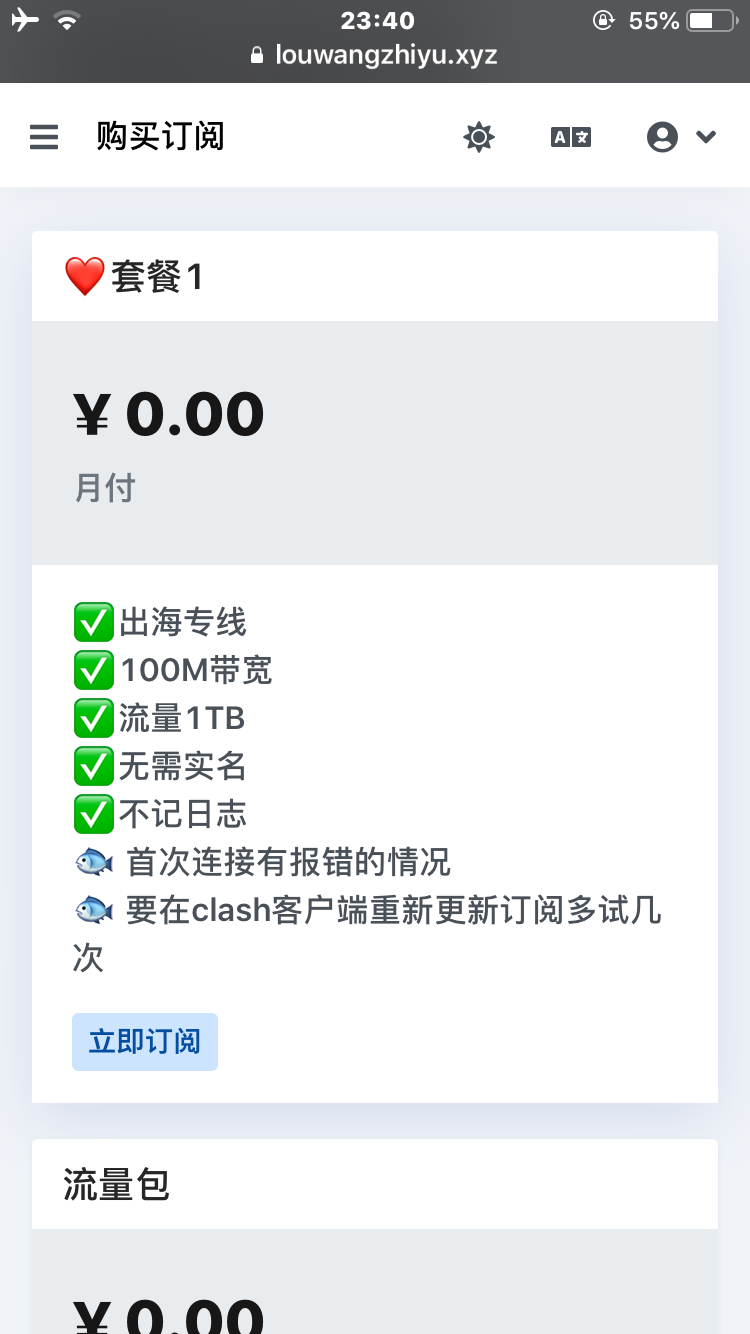 23:40
55%
louwangzhiyu.xyz
购买订阅
❤️套餐1
¥ 0.00
月付
✅出海专线
✅100M带宽
✅流量1TB
✅无需实名
✅不记日志
🐟 首次连接有报错的情况
🐟 要在clash客户端重新更新订阅多试几
次
立即订阅
流量包
¥ 0.00